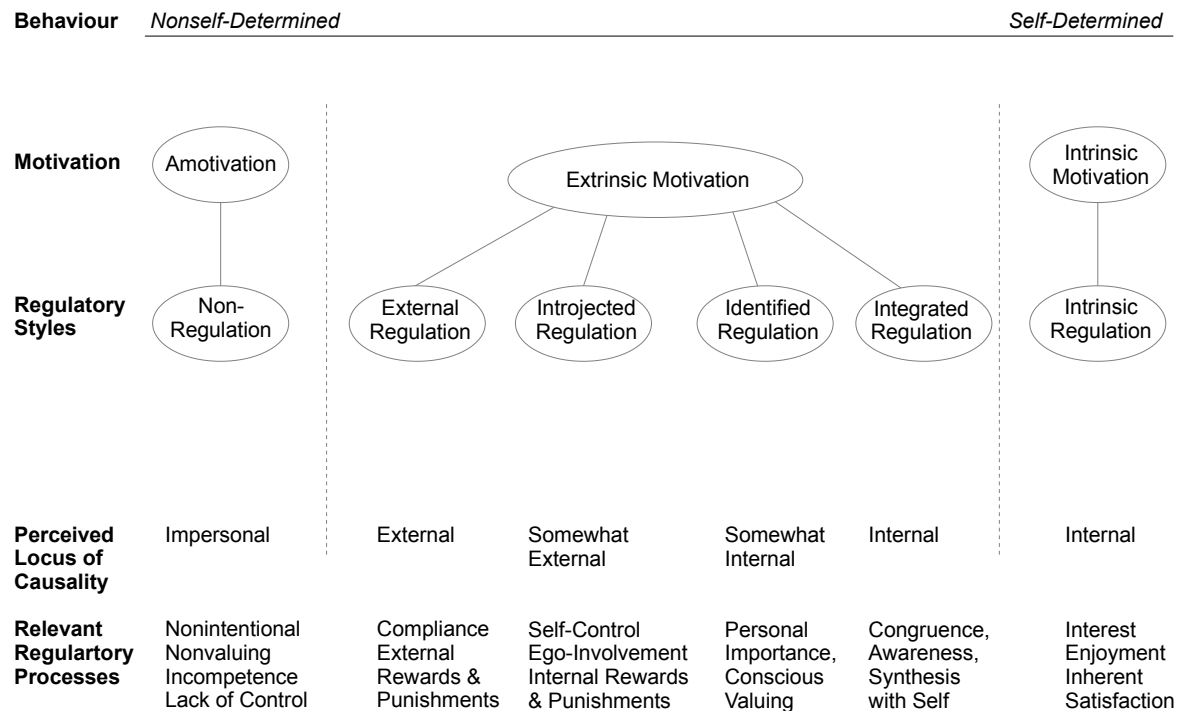 Behaviour Nonself-Determined Self-Determined
Motivation Amotivation Extrinsic Motivation Intrinsic
Motivation
Regulatory
Styles
Non-
Regulation
External
Regulation
Introjected
Regulation
Identified
Regulation
Integrated
Regulation
Intrinsic
Regulation
Perceived
Locus of
Causality
Impersonal
External
Somewhat
External
Somewhat
Internal
Internal
Internal
Relevant
Regulartory
Processes
Nonintentional
Nonvaluing
Incompetence
Lack of Control
Compliance
External
Rewards &
Punishments
Self-Control
Ego-Involvement
Internal Rewards
& Punishments
Personal
Importance,
Conscious
Valuing
Congruence,
Awareness,
Synthesis
with Self
Interest
Enjoyment
Inherent
Satisfaction